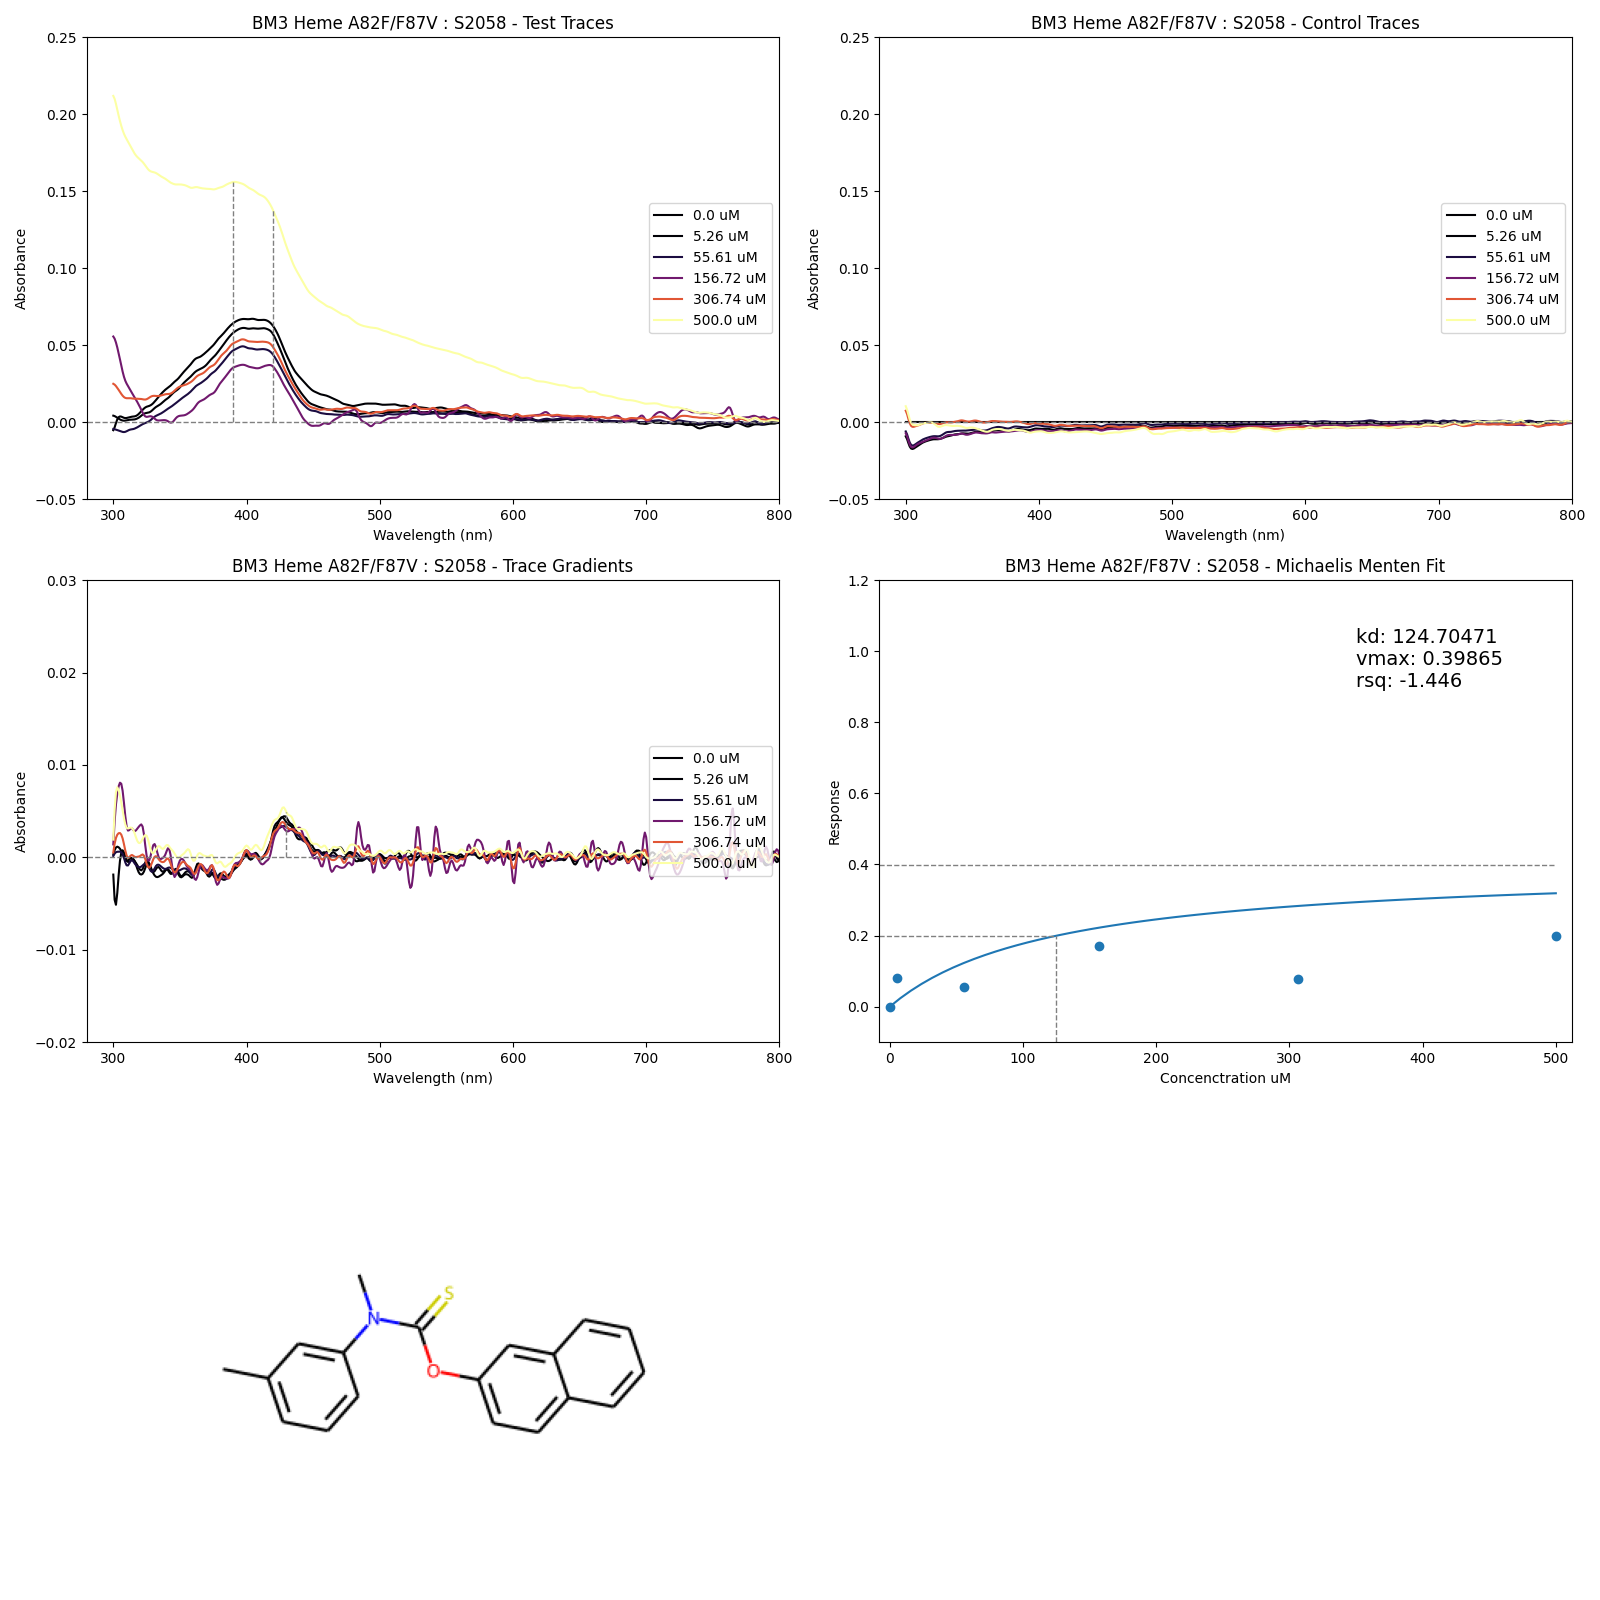 BM3 Heme A82F/F87V : S2058 - Test Traces
0.25
0.20
0.15
0.10
0.05
0.00
−0.05
Absorbance
300 400 500 600 700 800
Wavelength (nm)
0.0 uM
5.26 uM
55.61 uM
156.72 uM
306.74 uM
500.0 uM
BM3 Heme A82F/F87V : S2058 - Control Traces
0.25
0.20
0.15
0.10
0.05
0.00
−0.05
Absorbance
300 400 500 600 700 800
Wavelength (nm)
0.0 uM
5.26 uM
55.61 uM
156.72 uM
306.74 uM
500.0 uM
BM3 Heme A82F/F87V : S2058 - Trace Gradients
0.03
0.02
0.01
0.00
−0.01
−0.02
Absorbance
300 400 500 600 700 800
Wavelength (nm)
0.0 uM
5.26 uM
55.61 uM
156.72 uM
306.74 uM
500.0 uM
BM3 Heme A82F/F87V : S2058 - Michaelis Menten Fit
1.2
1.0
0.8
0.6
0.4
0.2
0.0
Response
0 100 200 300 400 500
Concenctration uM
kd: 124.70471
vmax: 0.39865
rsq: -1.446
S
N
O